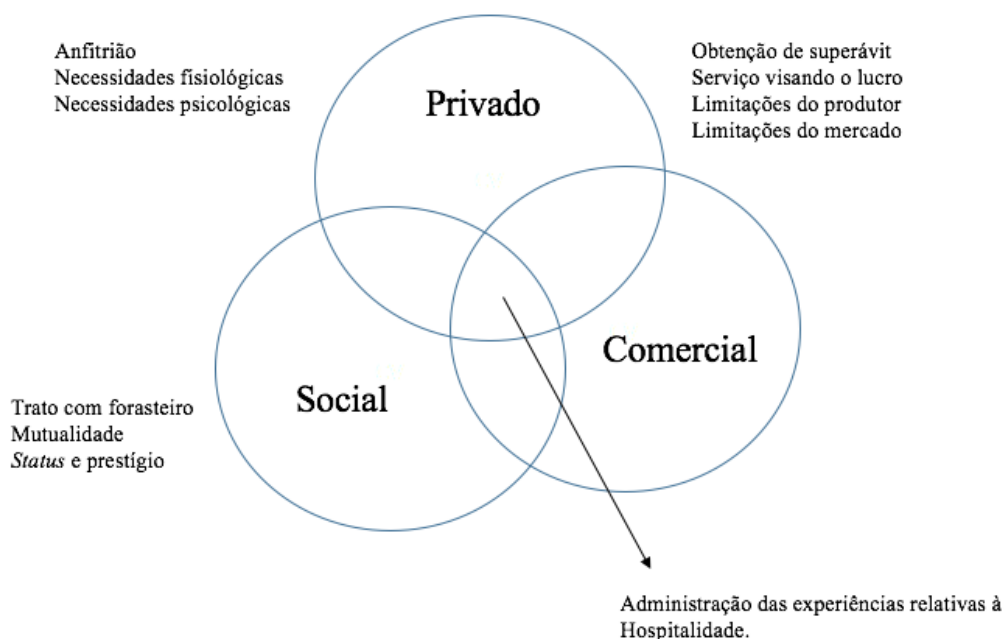 Anfitrião
Necessidades fisiológicas
Necessidades psicológicas
Obtenção de superávit
Serviço visando o lucro
Limitações do produtor
Limitações do mercado
Privado
Comercial
Social
Trato com forasteiro
Mutualidade
Status e prestígio
Administração das experiências relativas à
Hospitalidade.